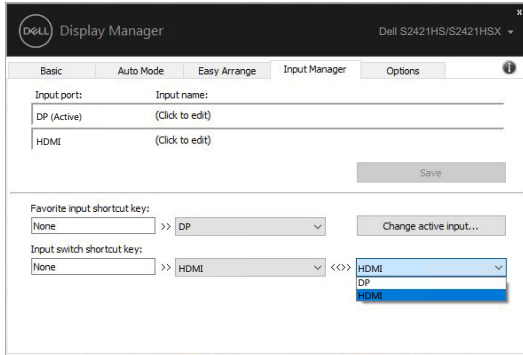 DELL Display Manager Dell S2421HS/S2421HSX
Basic Auto Mode Easy Arrange Input Manager Options
Input port: Input name:
DP (Active) (Click to edit)
HDMI (Click to edit)
Save
Favorite input shortcut key:
None >> DP Change active input...
Input switch shortcut key:
None >> HDMI <<>> HDMI
DP
HDMI